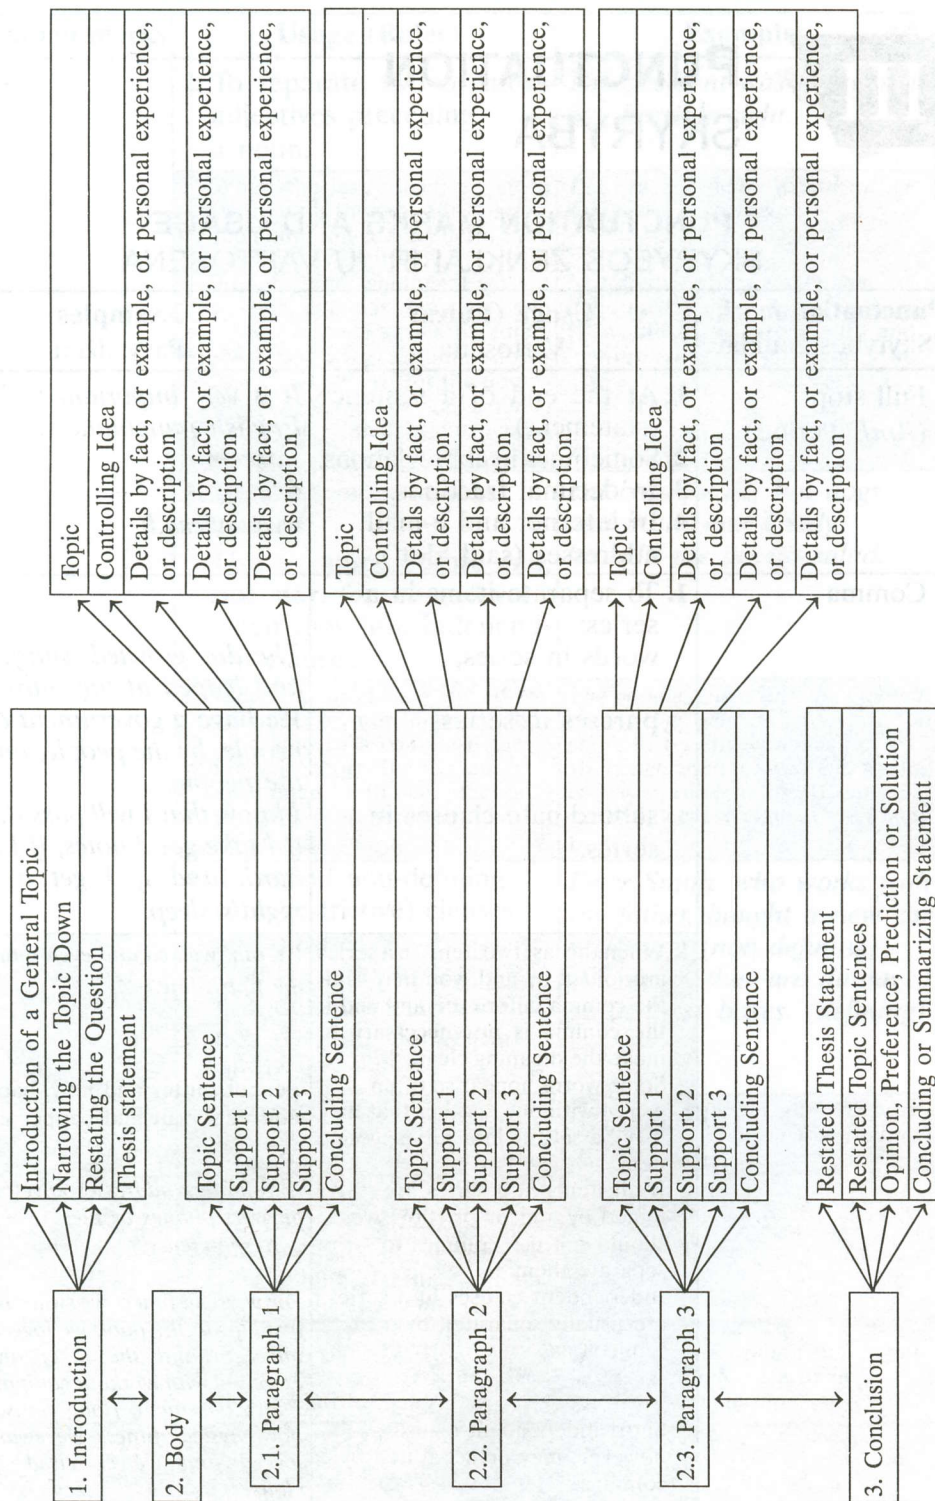 1. Introduction
Introduction of a General Topic
Narrowing the Topic Down
Restating the Question
Thesis statement
2. Body
2.1. Paragraph 1
Topic Sentence
Support 1
Support 2
Support 3
Concluding Sentence
Topic
Controlling Idea
Details by fact, or example, or personal experience,
or description
Details by fact, or example, or personal experience,
or description
Details by fact, or example, or personal experience,
or description
2.2. Paragraph 2
Topic Sentence
Support 1
Support 2
Support 3
Concluding Sentence
Topic
Controlling Idea
Details by fact, or example, or personal experience,
or description
Details by fact, or example, or personal experience,
or description
Details by fact, or example, or personal experience,
or description
2.3. Paragraph 3
Topic Sentence
Support 1
Support 2
Support 3
Concluding Sentence
Topic
Controlling Idea
Details by fact, or example, or personal experience,
or description
Details by fact, or example, or personal experience,
or description
Details by fact, or example, or personal experience,
or description
3. Conclusion
Restated Thesis Statement
Restated Topic Sentences
Opinion, Preference, Prediction or Solution
Concluding or Summarizing Statement